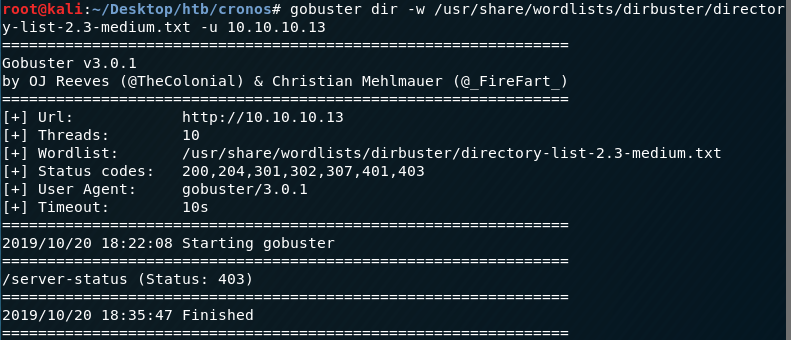 root@kali:~/Desktop/htb/cronos# gobuster dir -w /usr/share/wordlists/dirbuster/director
y-list-2.3-medium.txt -u 10.10.10.13
===============================================================
Gobuster v3.0.1
by OJ Reeves (@TheColonial) & Christian Mehlmauer (@_FireFart_)
===============================================================
[+] Url:            http://10.10.10.13
[+] Threads:        10
[+] Wordlist:       /usr/share/wordlists/dirbuster/directory-list-2.3-medium.txt
[+] Status codes:   200,204,301,302,307,401,403
[+] User Agent:     gobuster/3.0.1
[+] Timeout:        10s
===============================================================
2019/10/20 18:22:08 Starting gobuster
===============================================================
/server-status (Status: 403)
===============================================================
2019/10/20 18:35:47 Finished
===============================================================